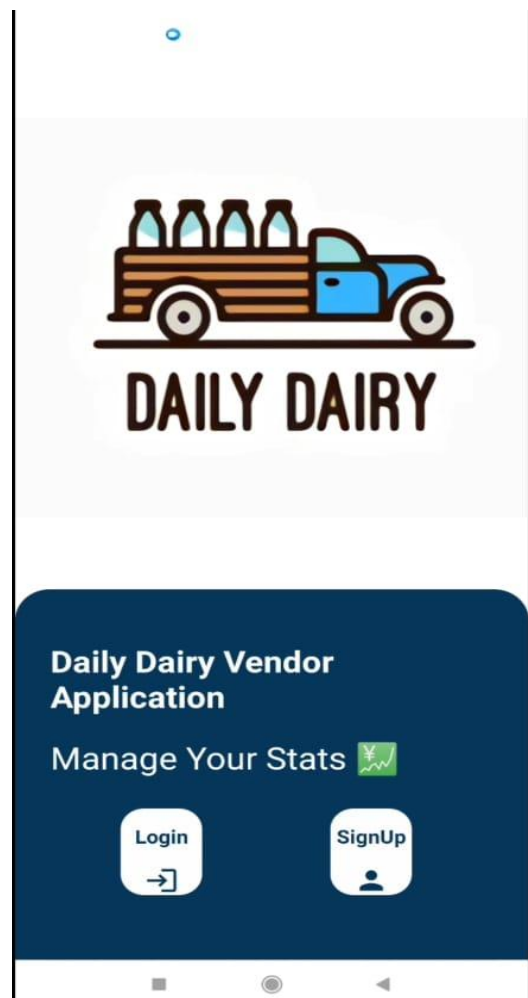 DAILY DAIRY
Daily Dairy Vendor
Application
Manage Your Stats 💹
Login
SignUp